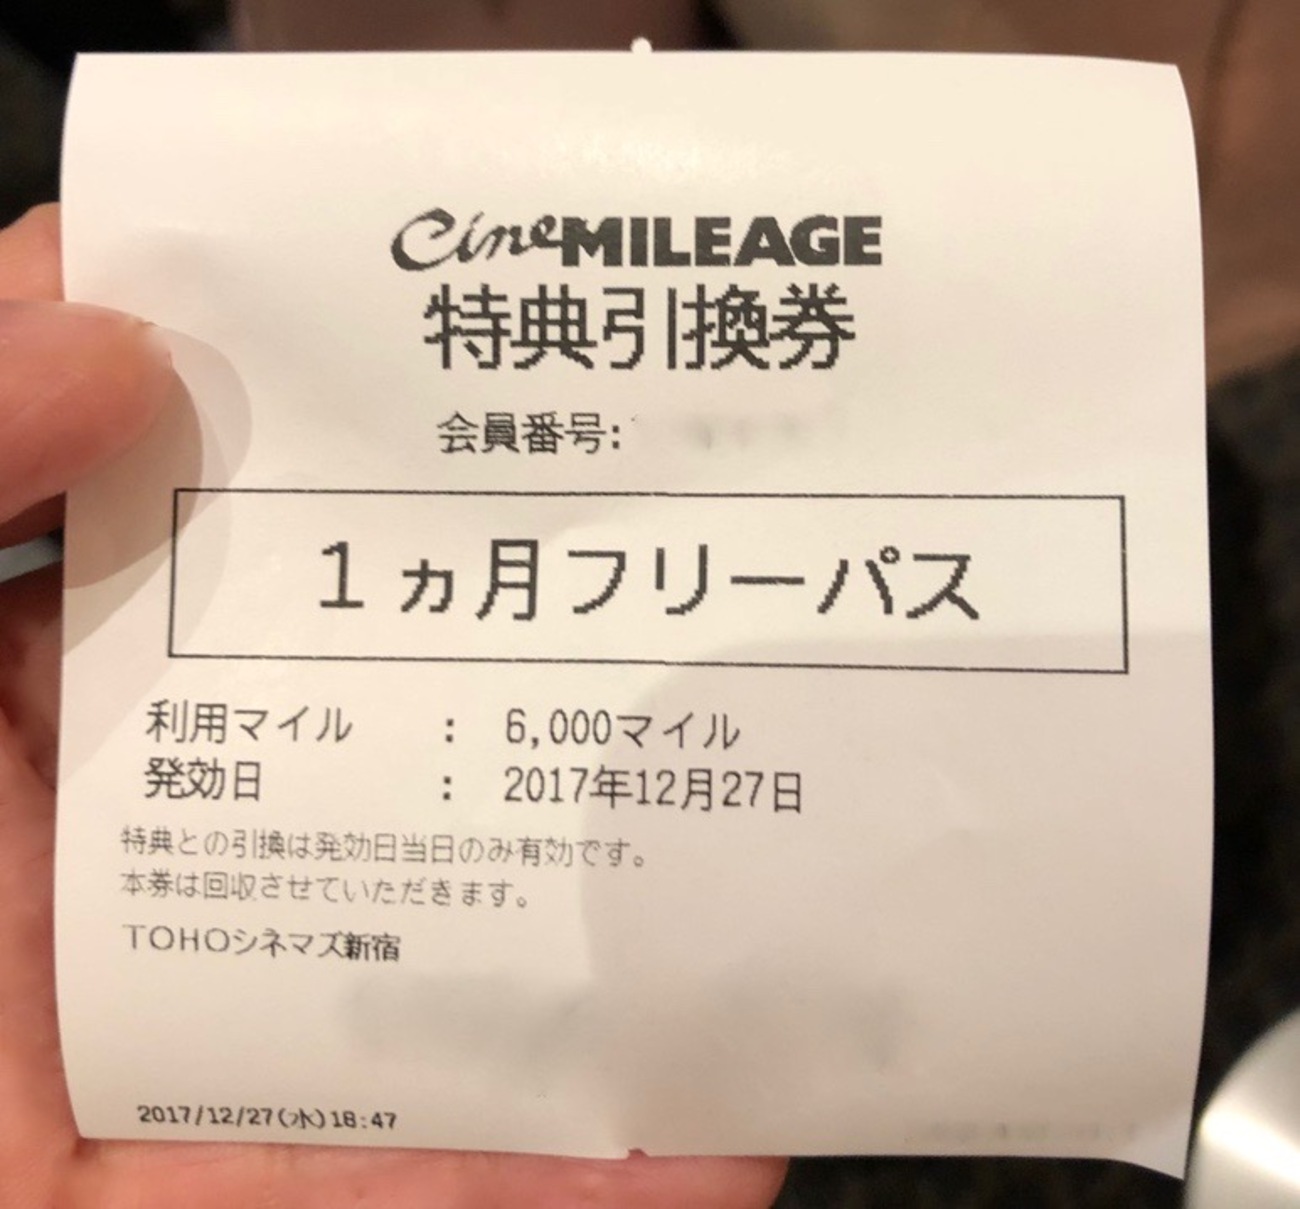 CineMILEAGE
特典引換券
会員番号:
1ヵ月フリーパス
利用マイル : 6,000マイル
発効日 : 2017年12月27日
特典との引換は発効日当日のみ有効です。
本券は回収させていただきます。
TOHOシネマズ新宿
2017/12/27(水)18:47